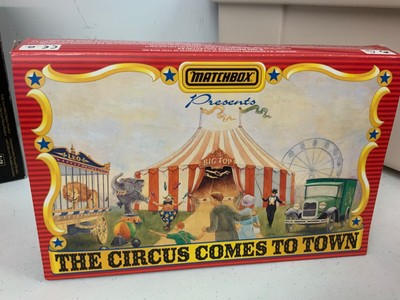 MATCHBOX
Presents
BIG TOP
THE CIRCUS COMES TO TOWN